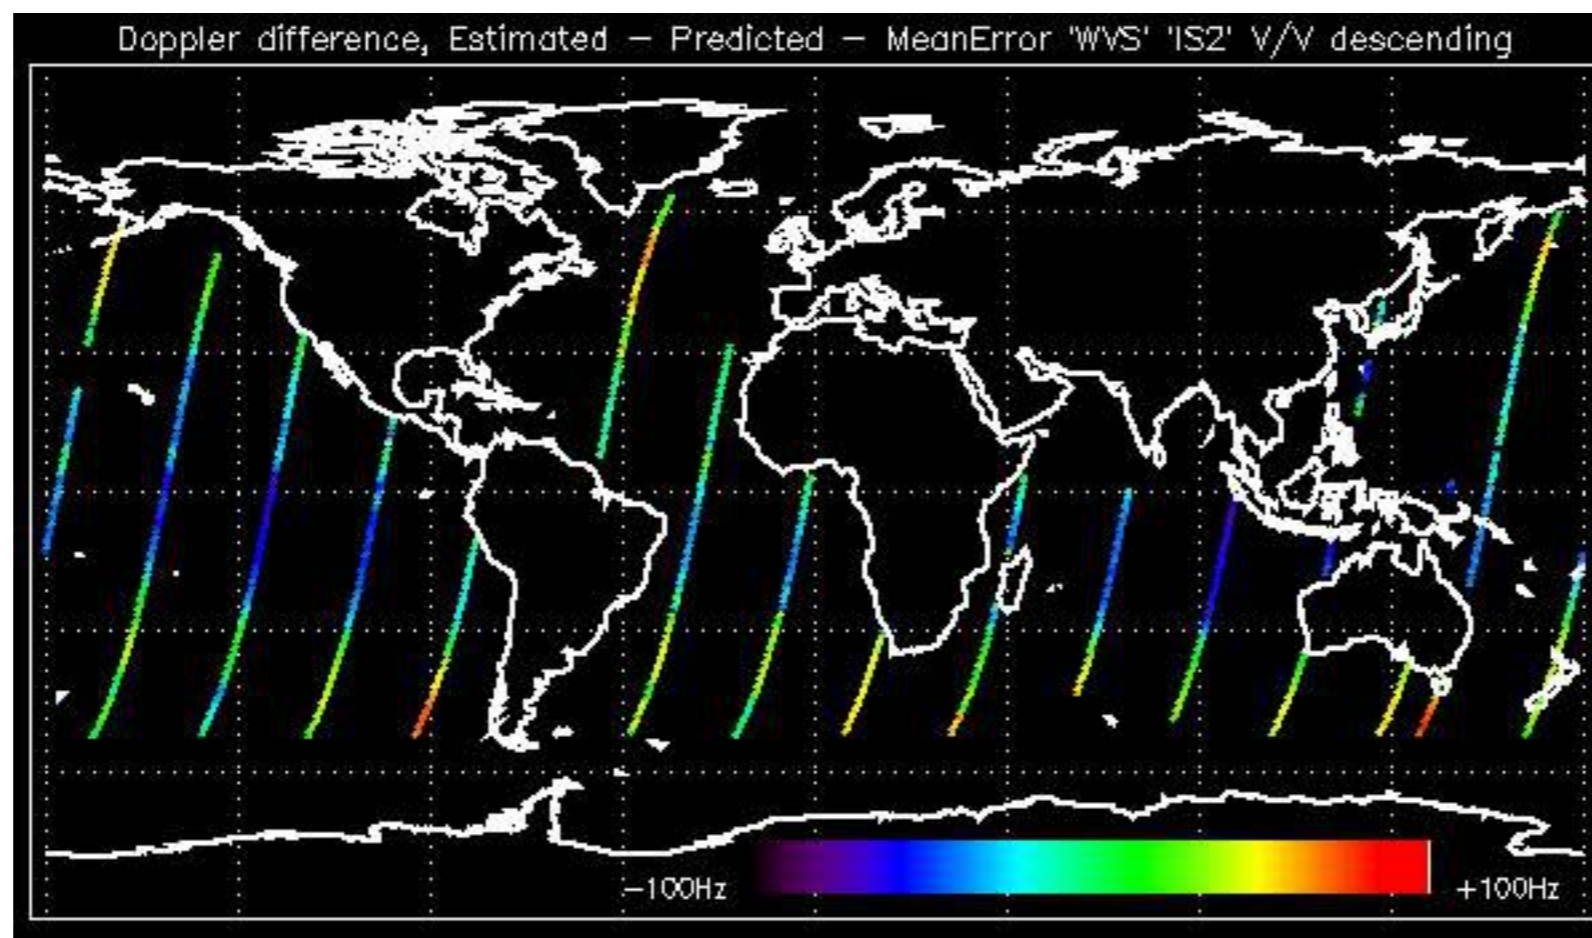 Doppler difference, Estimated – Predicted – MeanError 'WVS' 'IS2' V/V descending
–100Hz
+100Hz